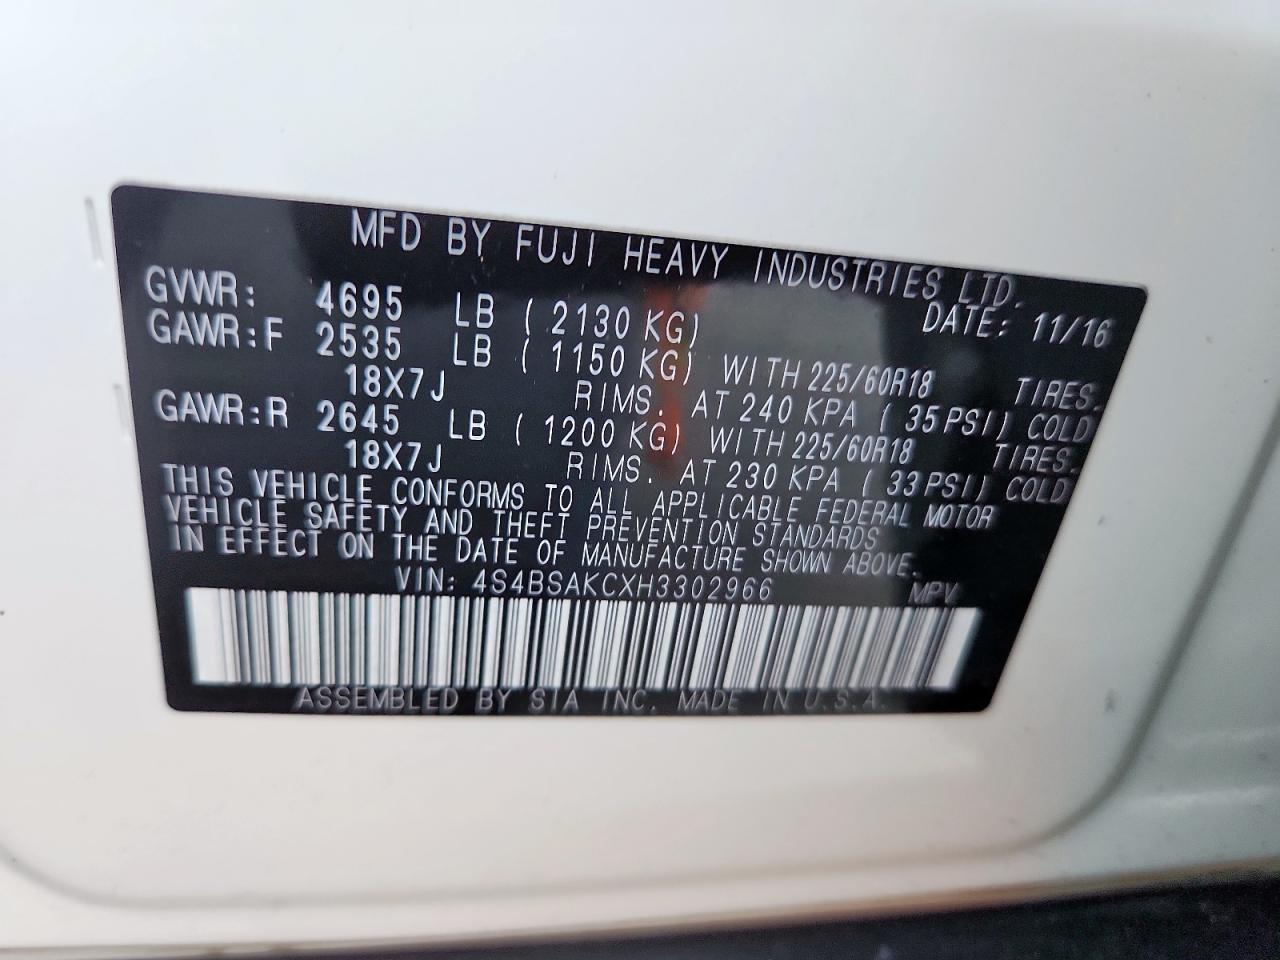 MFD BY FUJI HEAVY INDUSTRIES LTD.
GVWR: 4695 LB ( 2130 KG) DATE: 11/16
GAWR:F 2535 LB ( 1150 KG) WITH 225/60R18 TIRES.
18X7J RIMS. AT 240 KPA ( 35 PSI) COLD
GAWR:R 2645 LB ( 1200 KG) WITH 225/60R18 TIRES.
18X7J RIMS. AT 230 KPA ( 33 PSI) COLD
THIS VEHICLE CONFORMS TO ALL APPLICABLE FEDERAL MOTOR
VEHICLE SAFETY AND THEFT PREVENTION STANDARDS
IN EFFECT ON THE DATE OF MANUFACTURE SHOWN ABOVE.
VIN: 4S4BSAKCXH3302966 MPV
ASSEMBLED BY SIA INC. MADE IN U.S.A.